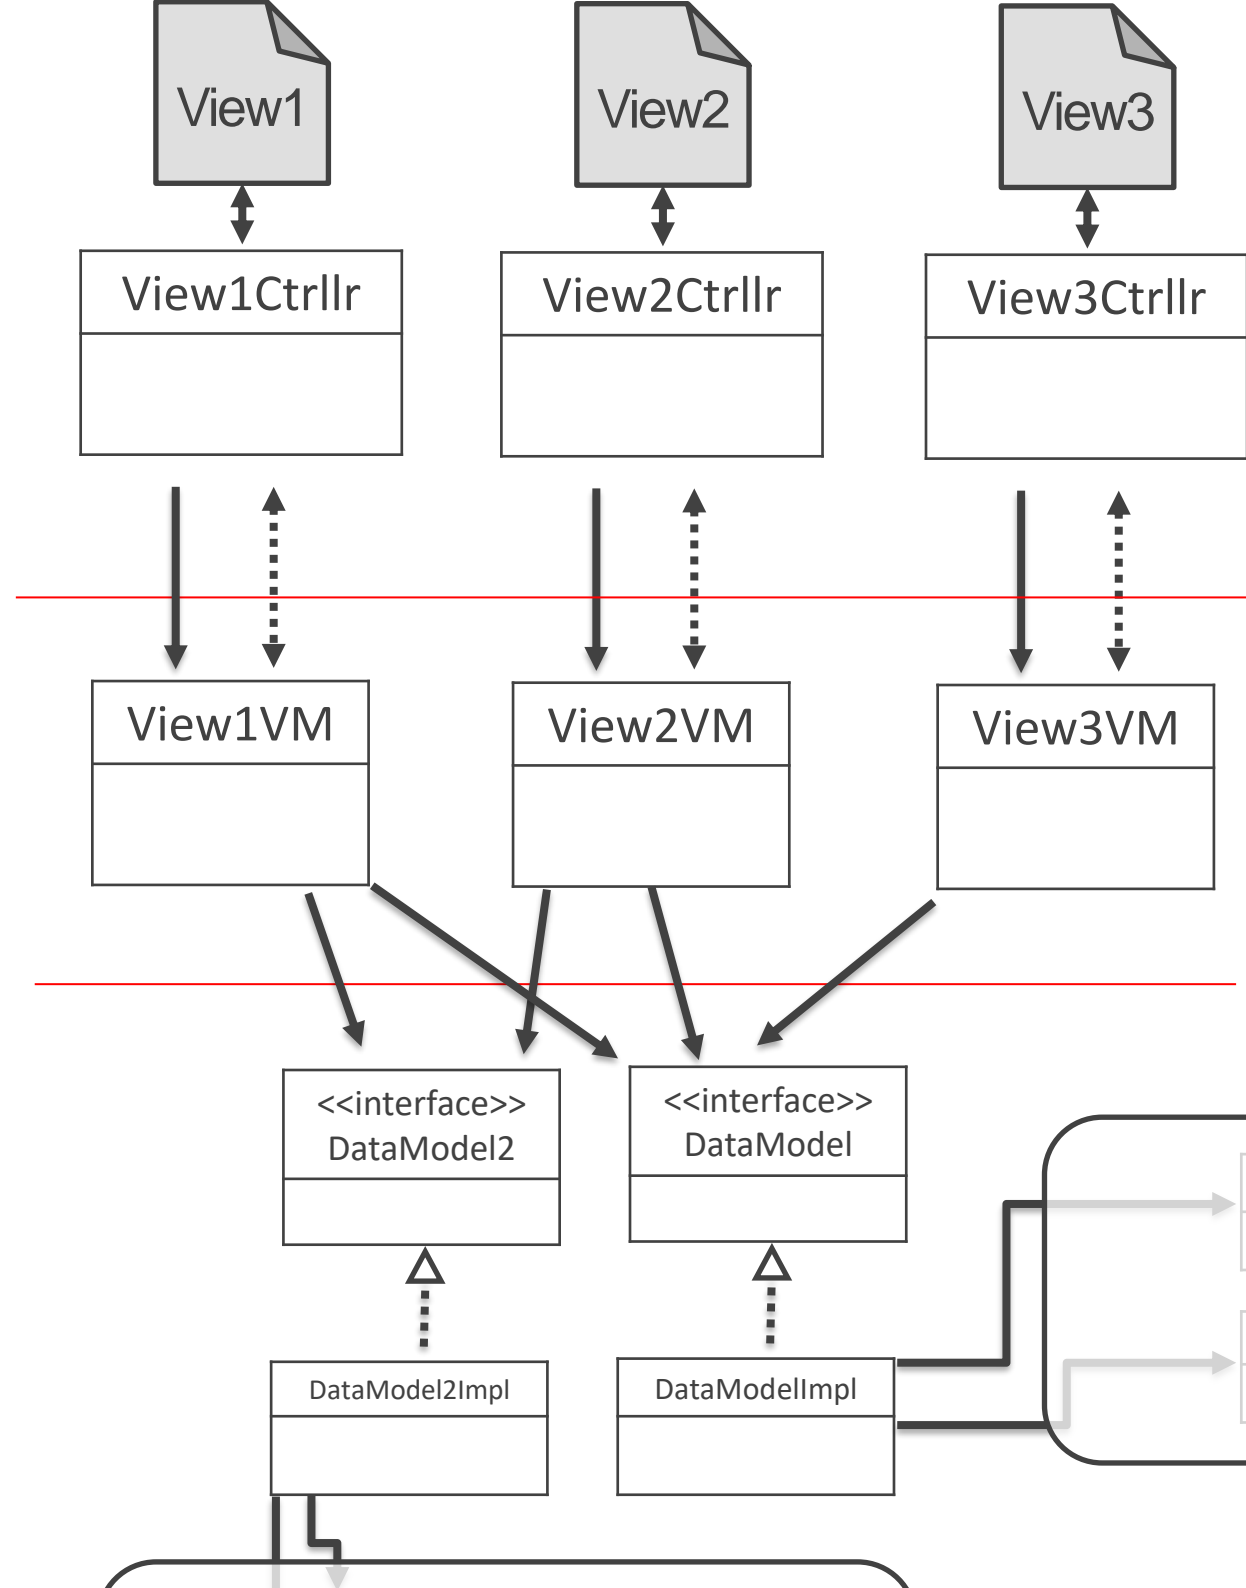 View1
View2
View3
View1Ctrllr
View2Ctrllr
View3Ctrllr
View1VM
View2VM
View3VM
<<interface>>
DataModel2
<<interface>>
DataModel
DataModel2Impl
DataModelImpl